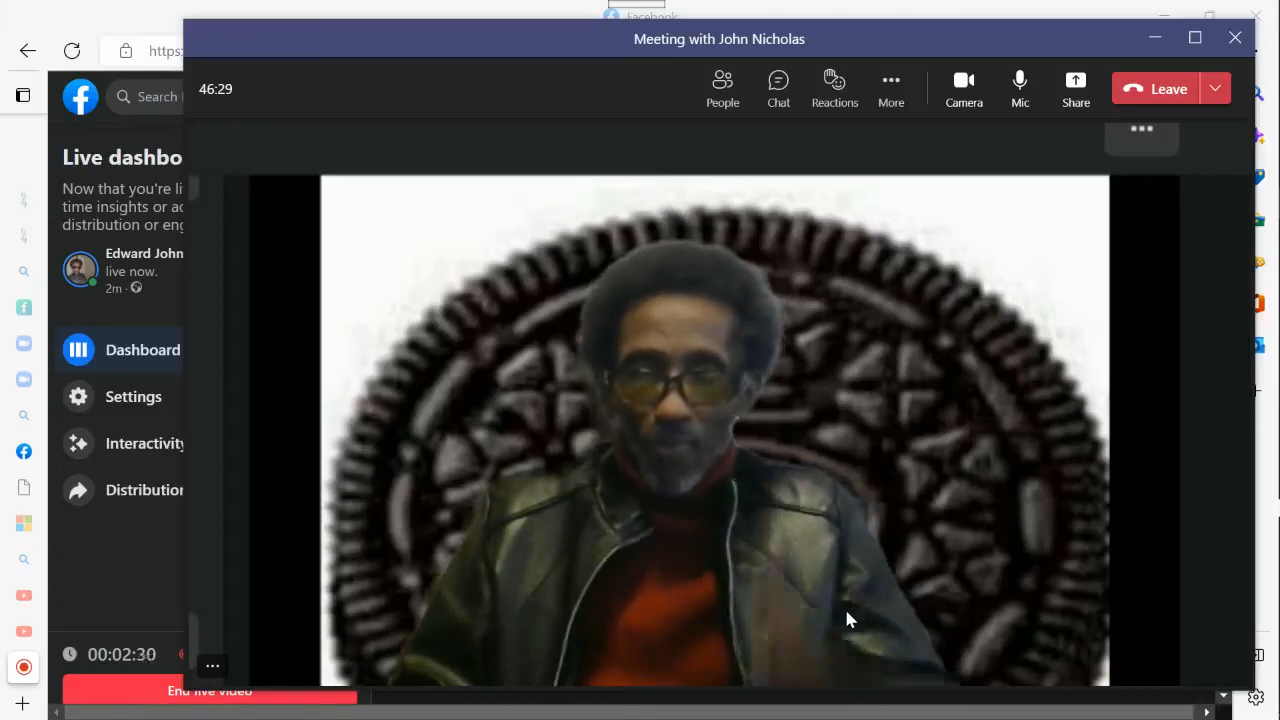 Facebook
https:
Meeting with John Nicholas
46:29
People
Chat
Reactions
More
Camera
Mic
Share
Leave
Search
Live dashbo
Now that you're li
time insights or ac
distribution or eng
Edward John
live now.
2m
Dashboard
Settings
Interactivity
Distribution
00:02:30
End live video